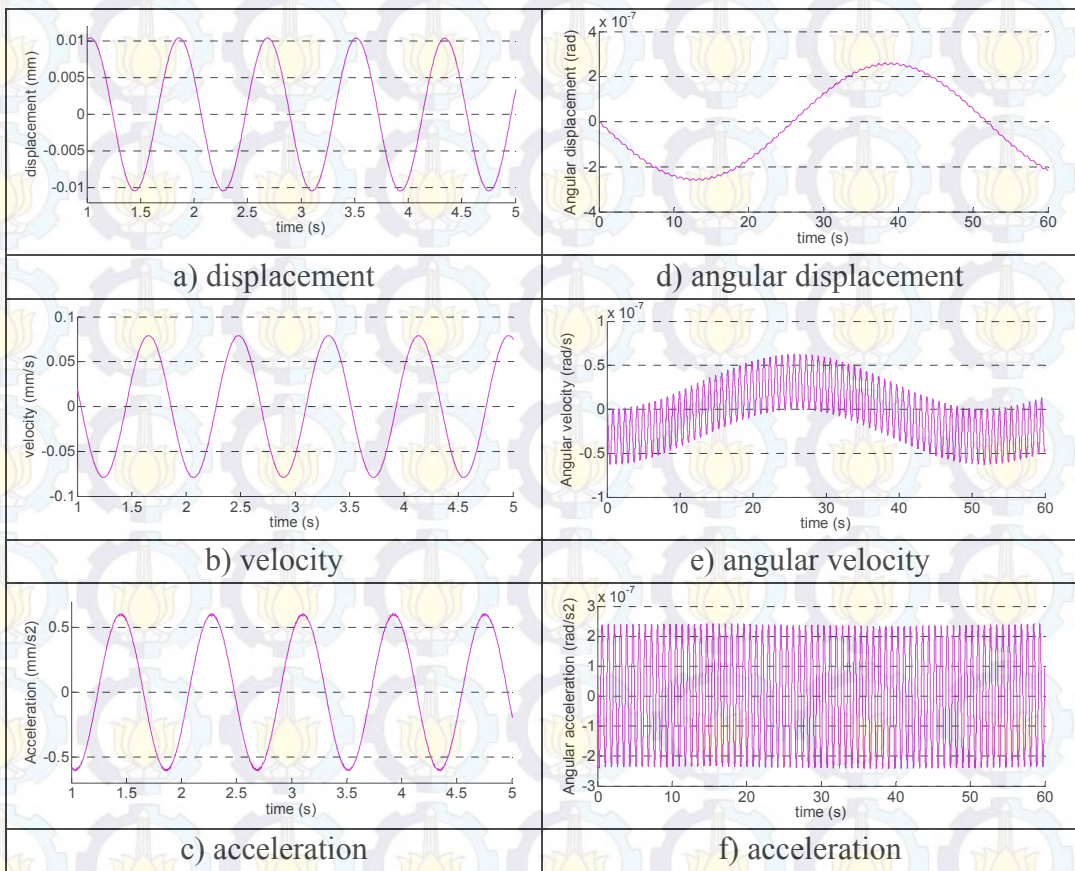 displacement (mm)
0.01
0.005
0
-0.005
-0.01
1 1.5 2 2.5 3 3.5 4 4.5 5
time (s)
a) displacement
x 10-7
Angular displacement (rad)
4
2
0
-2
-4
0 10 20 30 40 50 60
time (s)
d) angular displacement
velocity (mm/s)
0.1
0.05
0
-0.05
-0.1
1 1.5 2 2.5 3 3.5 4 4.5 5
time (s)
b) velocity
x 10-7
Angular velocity (rad/s)
1
0.5
0
-0.5
-1
0 10 20 30 40 50 60
time (s)
e) angular velocity
Acceleration (mm/s2)
0.5
0
-0.5
1 1.5 2 2.5 3 3.5 4 4.5 5
time (s)
c) acceleration
x 10-7
Angular acceleration (rad/s2)
3
2
1
0
-1
-2
-3
0 10 20 30 40 50 60
time (s)
f) acceleration